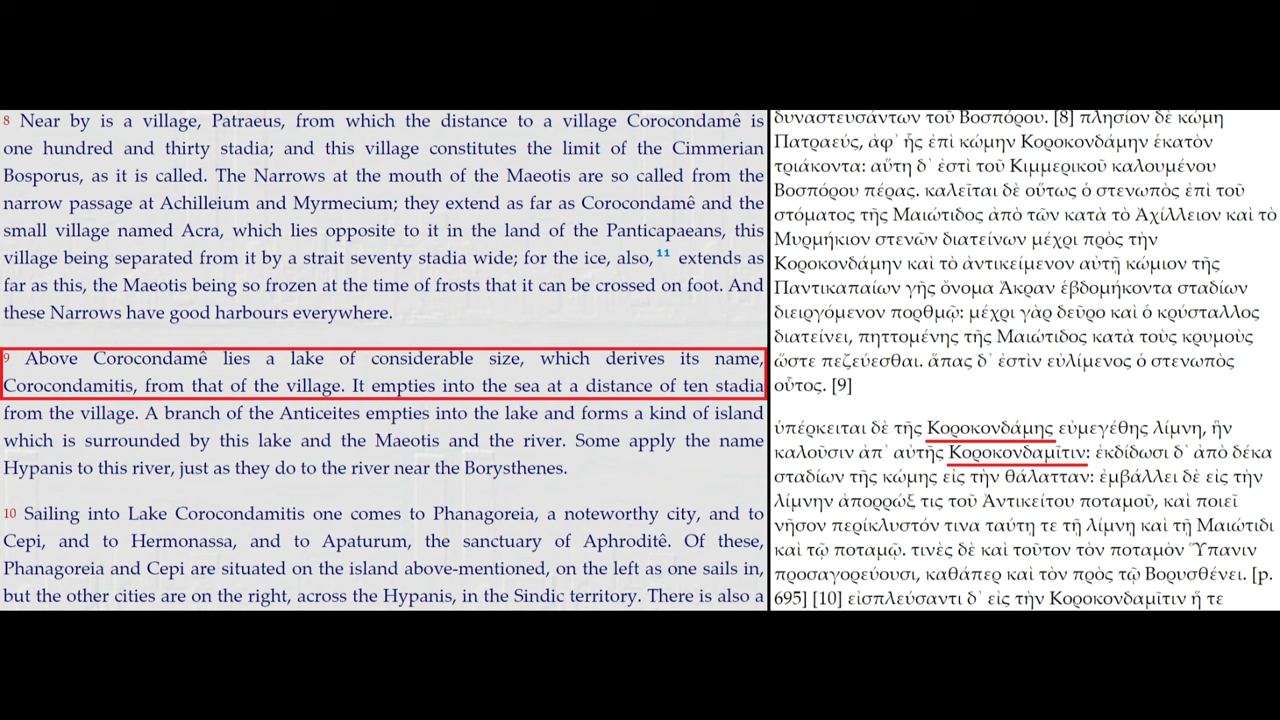 8 Near by is a village, Patraeus, from which the distance to a village Corocondamê is
one hundred and thirty stadia; and this village constitutes the limit of the Cimmerian
Bosporus, as it is called. The Narrows at the mouth of the Maeotis are so called from the
narrow passage at Achilleium and Myrmecium; they extend as far as Corocondamê and the
small village named Acra, which lies opposite to it in the land of the Panticapaeans, this
village being separated from it by a strait seventy stadia wide; for the ice, also,11 extends as
far as this, the Maeotis being so frozen at the time of frosts that it can be crossed on foot. And
these Narrows have good harbours everywhere.
9 Above Corocondamê lies a lake of considerable size, which derives its name,
Corocondamitis, from that of the village. It empties into the sea at a distance of ten stadia
from the village. A branch of the Anticeites empties into the lake and forms a kind of island
which is surrounded by this lake and the Maeotis and the river. Some apply the name
Hypanis to this river, just as they do to the river near the Borysthenes.
10 Sailing into Lake Corocondamitis one comes to Phanagoreia, a noteworthy city, and to
Cepi, and to Hermonassa, and to Apaturum, the sanctuary of Aphroditê. Of these,
Phanagoreia and Cepi are situated on the island above-mentioned, on the left as one sails in,
but the other cities are on the right, across the Hypanis, in the Sindic territory. There is also a
δυναστευσάντων τοῦ Βοσπόρου. [8] πλησίον δὲ κώμη
Πατραεύς, ἀφ᾽ ἧς ἐπὶ κώμην Κοροκονδάμην ἑκατὸν
τριάκοντα: αὕτη δ᾽ ἐστὶ τοῦ Κιμμερικοῦ καλουμένου
Βοσπόρου πέρας. καλεῖται δὲ οὕτως ὁ στενωπὸς ἐπὶ τοῦ
στόματος τῆς Μαιώτιδος ἀπὸ τῶν κατὰ τὸ Ἀχίλλειον καὶ τὸ
Μυρμήκιον στενῶν διατείνων μέχρι πρὸς τὴν
Κοροκονδάμην καὶ τὸ ἀντικείμενον αὐτῇ κώμιον τῆς
Παντικαπαίων γῆς ὄνομα Ἄκραν ἑβδομήκοντα σταδίων
διειργόμενον πορθμῷ: μέχρι γὰρ δεῦρο καὶ ὁ κρύσταλλος
διατείνει, πηττομένης τῆς Μαιώτιδος κατὰ τοὺς κρυμοὺς
ὥστε πεζεύεσθαι. ἅπας δ᾽ ἐστὶν εὐλίμενος ὁ στενωπὸς
οὗτος. [9]
ὑπέρκειται δὲ τῆς Κοροκονδάμης εὐμεγέθης λίμνη, ἣν
καλοῦσιν ἀπ᾽ αὐτῆς Κοροκονδαμῖτιν: ἐκδίδωσι δ᾽ ἀπὸ δέκα
σταδίων τῆς κώμης εἰς τὴν θάλατταν: ἐμβάλλει δὲ εἰς τὴν
λίμνην ἀπορρώξ τις τοῦ Ἀντικείτου ποταμοῦ, καὶ ποιεῖ
νῆσον περίκλυστόν τινα ταύτῃ τε τῇ λίμνῃ καὶ τῇ Μαιώτιδι
καὶ τῷ ποταμῷ. τινὲς δὲ καὶ τοῦτον τὸν ποταμὸν Ὕπανιν
προσαγορεύουσι, καθάπερ καὶ τὸν πρὸς τῷ Βορυσθένει. [p.
695] [10] εἰσπλεύσαντι δ᾽ εἰς τὴν Κοροκονδαμῖτιν ἥ τε